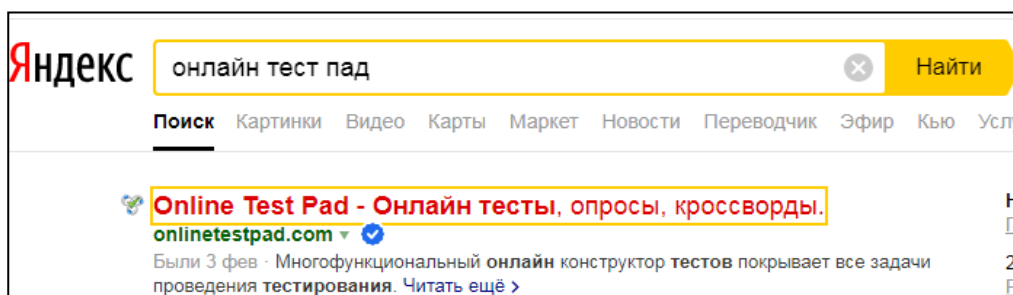 Яндекс
онлайн тест пад
Найти
Поиск Картинки Видео Карты Маркет Новости Переводчик Эфир Кью
Online Test Pad - Онлайн тесты, опросы, кроссворды.
onlinetestpad.com
Были 3 фев · Многофункциональный онлайн конструктор тестов покрывает все задачи
проведения тестирования. Читать ещё >